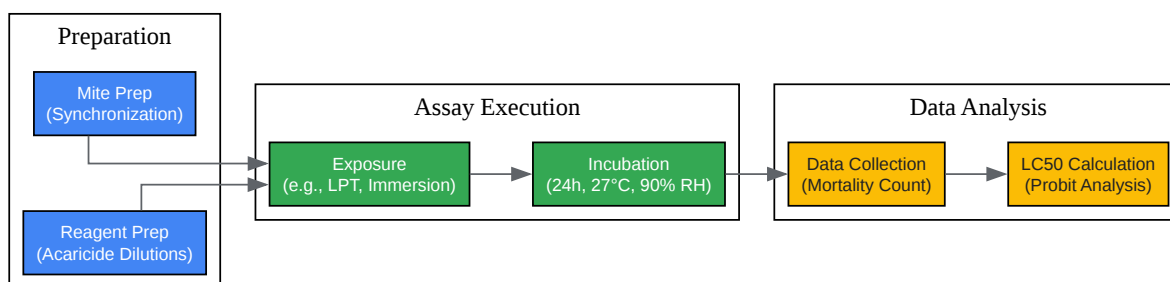 Preparation
Mite Prep
(Synchronization)
Reagent Prep
(Acaricide Dilutions)
Assay Execution
Exposure
(e.g., LPT, Immersion)
Incubation
(24h, 27°C, 90% RH)
Data Analysis
Data Collection
(Mortality Count)
LC50 Calculation
(Probit Analysis)